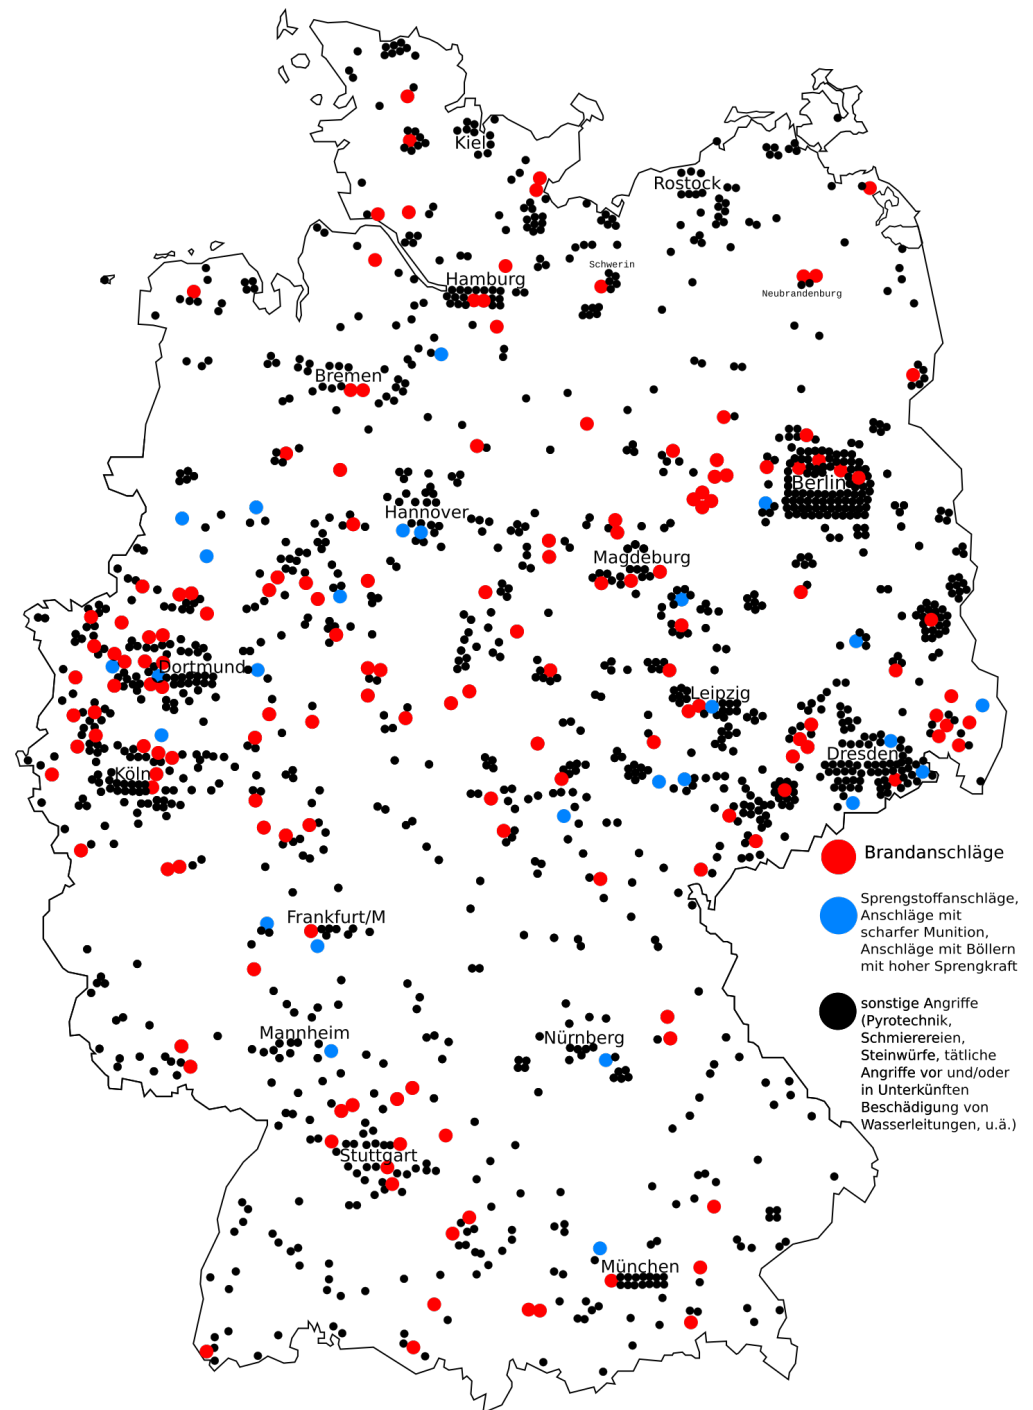 Kiel
Rostock
Schwerin
Hamburg
Neubrandenburg
Bremen
Berlin
Hannover
Magdeburg
Dortmund
Leipzig
Dresden
Köln
Brandanschläge
Sprengstoffanschläge,
Anschläge mit
scharfer Munition,
Anschläge mit Böllern
mit hoher Sprengkraft
Frankfurt/M
sonstige Angriffe
(Pyrotechnik,
Schmierereien,
Steinwürfe, tätliche
Angriffe vor und/oder
in Unterkünften
Beschädigung von
Wasserleitungen, u.ä.)
Mannheim
Nürnberg
Stuttgart
München